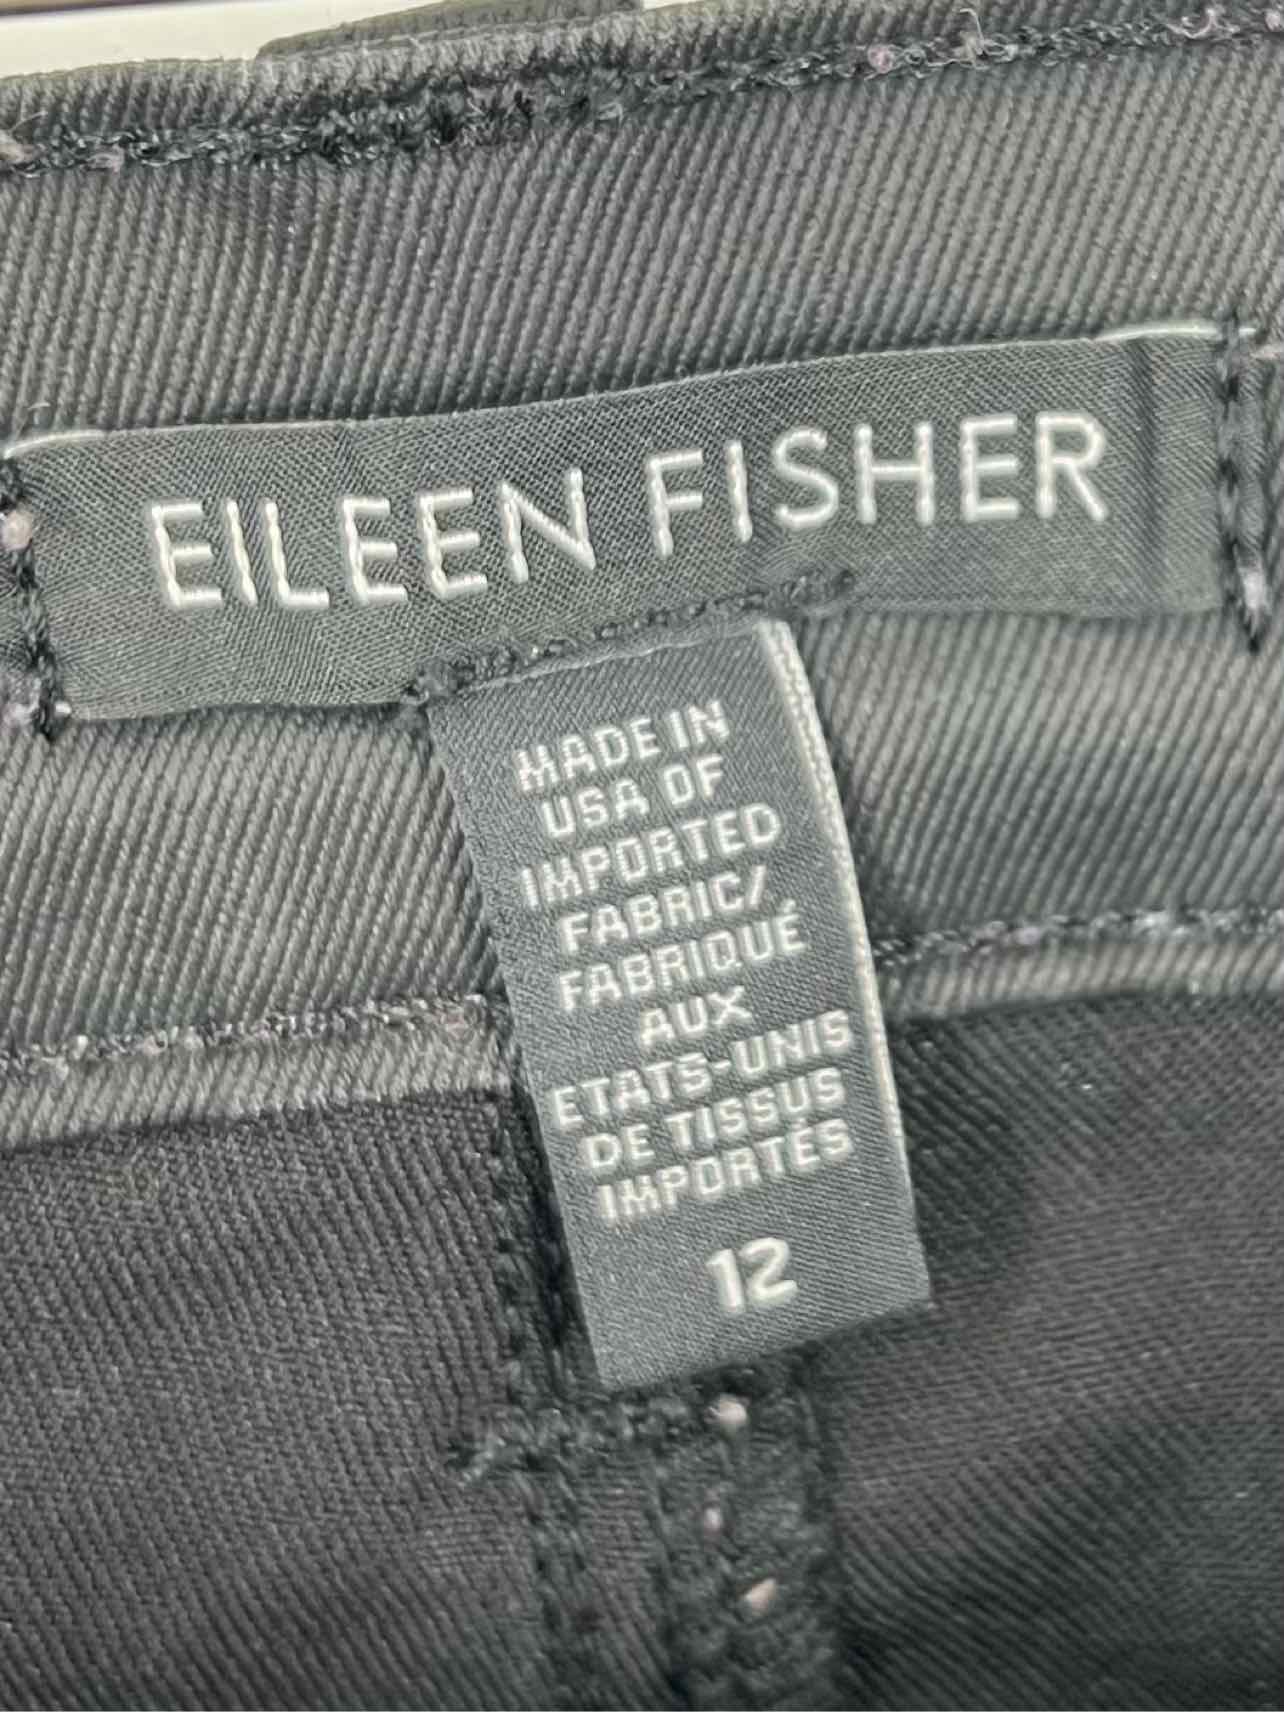 EILEEN FISHER
MADE IN
USA OF
IMPORTED
FABRIC/
FABRIQUÉ
AUX
ETATS-UNIS
DE TISSUS
IMPORTÉS
12